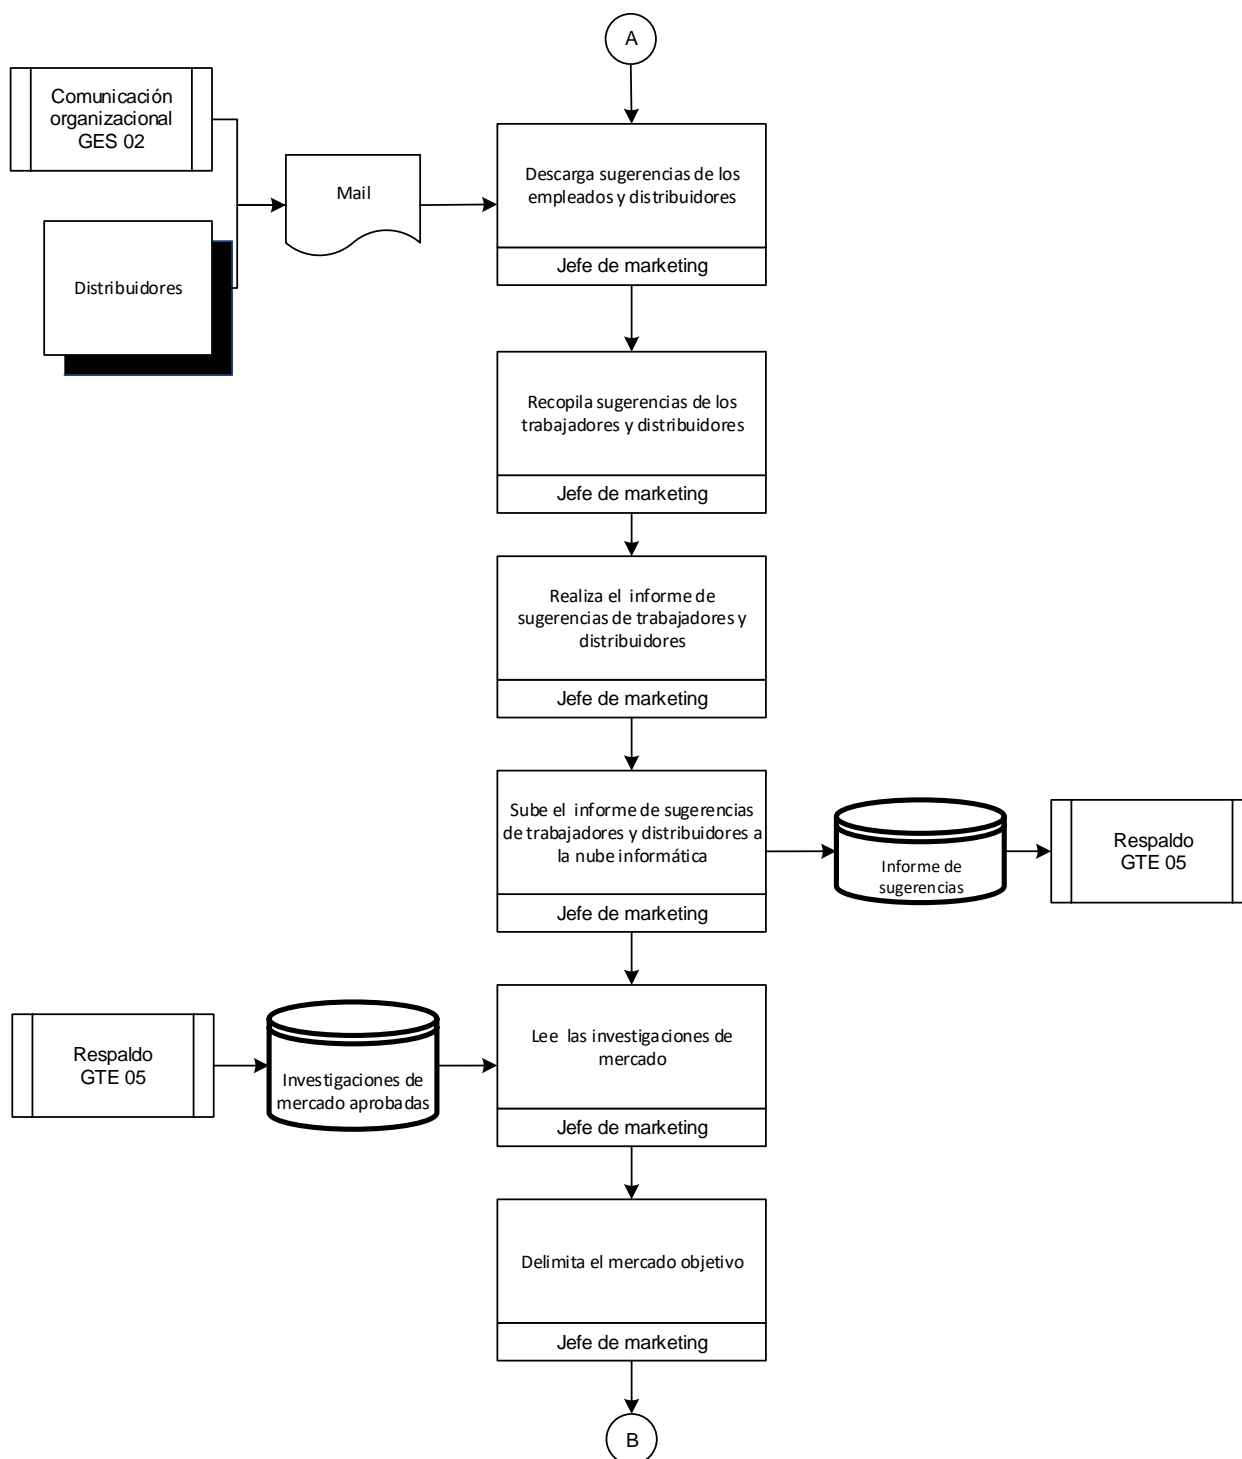 A
Comunicación
organizacional
GES 02
Mail
Descarga sugerencias de los
empleados y distribuidores
Jefe de marketing
Distribuidores
Recopila sugerencias de los
trabajadores y distribuidores
Jefe de marketing
Realiza el informe de
sugerencias de trabajadores y
distribuidores
Jefe de marketing
Sube el informe de sugerencias
de trabajadores y distribuidores a
la nube informática
Jefe de marketing
Informe de
sugerencias
Respaldo
GTE 05
Respaldo
GTE 05
Investigaciones de
mercado aprobadas
Lee las investigaciones de
mercado
Jefe de marketing
Delimita el mercado objetivo
Jefe de marketing
B